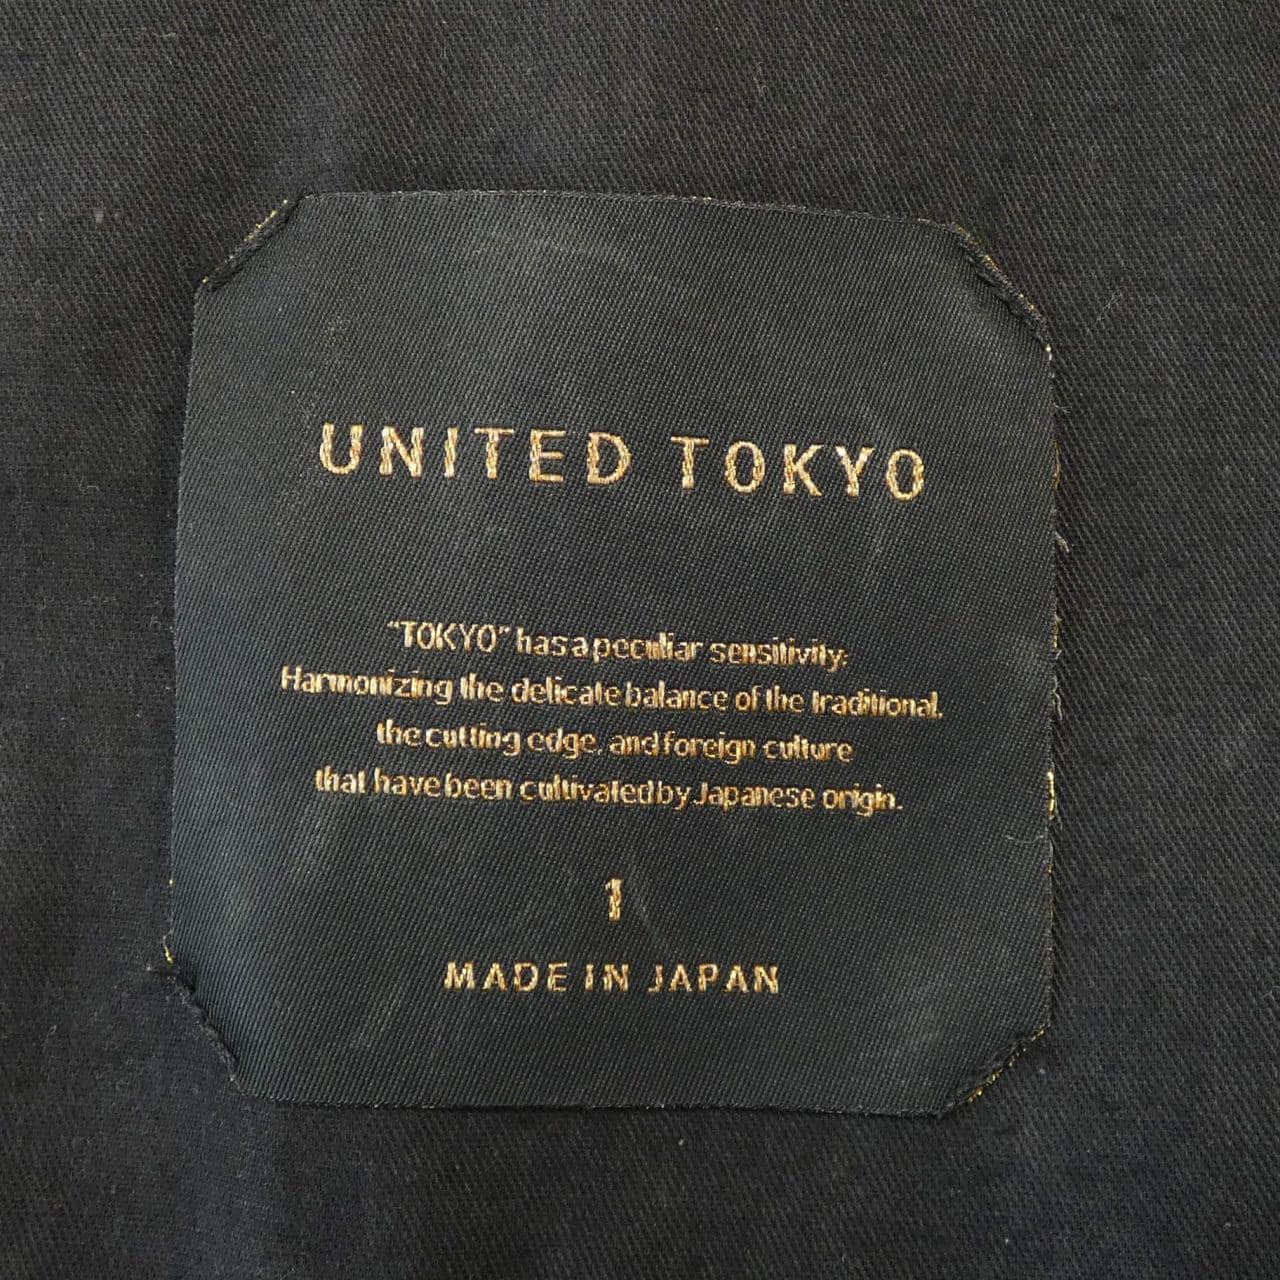 UNITED TOKYO
"TOKYO" has a peculiar sensitivity.
Harmonizing the delicate balance of the traditional,
the cutting edge, and foreign culture
that have been cultivated by Japanese origin.
1
MADE IN JAPAN